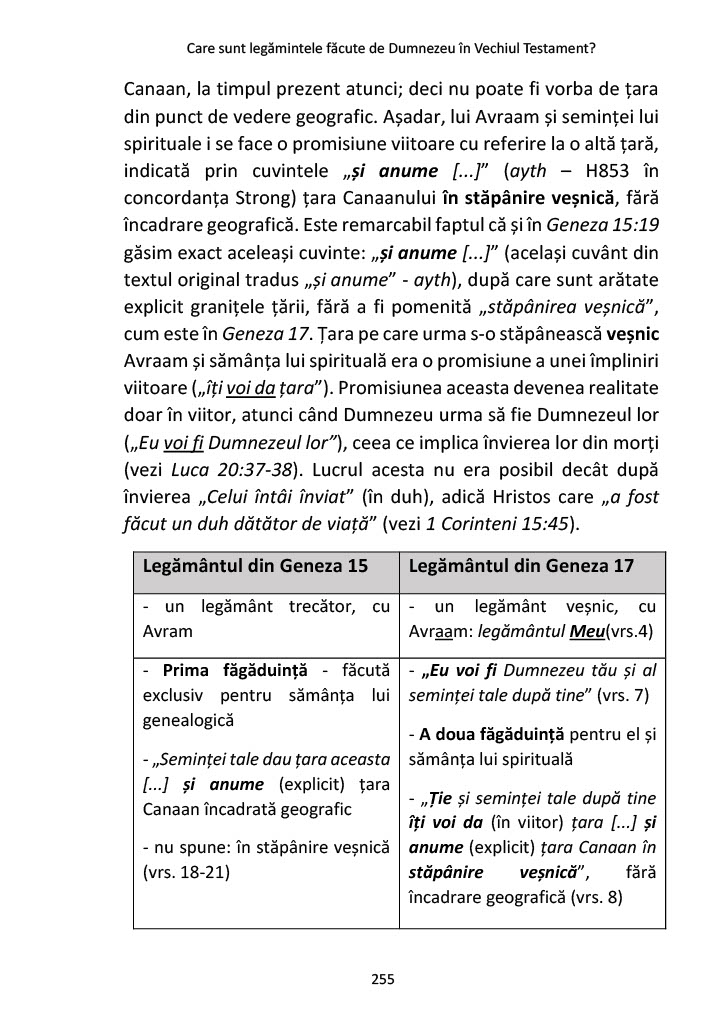 Care sunt legămintele făcute de Dumnezeu în Vechiul Testament?
Canaan, la timpul prezent atunci; deci nu poate fi vorba de țara
din punct de vedere geografic. Așadar, lui Avraam și seminței lui
spirituale i se face o promisiune viitoare cu referire la o altă țară,
indicată prin cuvintele „și anume [...]” (ayth – H853 în
concordanța Strong) țara Canaanului în stăpânire veșnică, fără
încadrare geografică. Este remarcabil faptul că și în Geneza 15:19
găsim exact aceleași cuvinte: „și anume [...]” (același cuvânt din
textul original tradus „și anume” - ayth), după care sunt arătate
explicit granițele țării, fără a fi pomenită „stăpânirea veșnică”,
cum este în Geneza 17. Țara pe care urma s-o stăpânească veșnic
Avraam și sămânța lui spirituală era o promisiune a unei împliniri
viitoare („îți voi da țara”). Promisiunea aceasta devenea realitate
doar în viitor, atunci când Dumnezeu urma să fie Dumnezeul lor
(„Eu voi fi Dumnezeul lor”), ceea ce implica învierea lor din morți
(vezi Luca 20:37-38). Lucrul acesta nu era posibil decât după
învierea „Celui întâi înviat” (în duh), adică Hristos care „a fost
făcut un duh dătător de viață” (vezi 1 Corinteni 15:45).
Legământul din Geneza 15
- un legământ trecător, cu
Avram
- Prima făgăduință - făcută
exclusiv pentru sămânța lui
genealogică
- „Seminței tale dau țara aceasta
[...] și anume (explicit) țara
Canaan încadrată geografic
- nu spune: în stăpânire veșnică
(vrs. 18-21)
Legământul din Geneza 17
- un legământ veșnic, cu
Avraam: legământul Meu(vrs.4)
- „Eu voi fi Dumnezeu tău și al
seminței tale după tine” (vrs. 7)
- A doua făgăduință pentru el și
sămânța lui spirituală
- „Ție și seminței tale după tine
îți voi da (în viitor) țara [...] și
anume (explicit) țara Canaan în
stăpânire veșnică”, fără
încadrare geografică (vrs. 8)
255